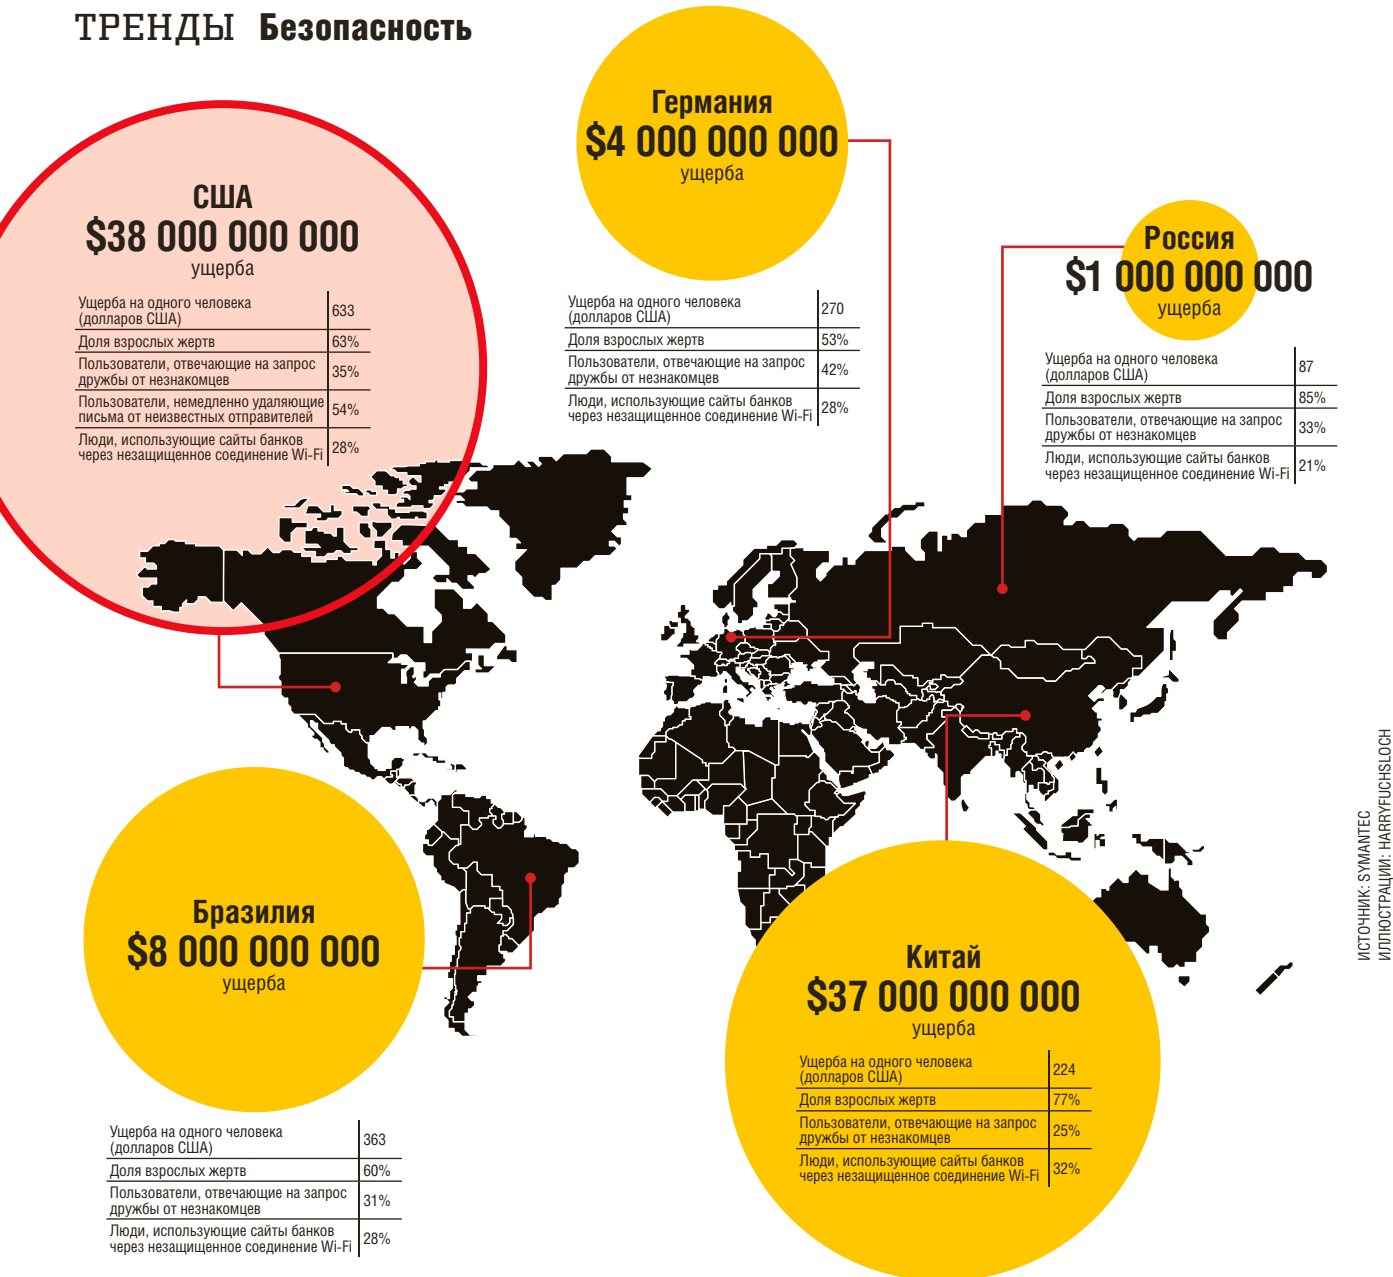 ТРЕНДЫ Безопасность
США
$38 000 000 000
ущерба
Ущерба на одного человека
(долларов США)
633
Доля взрослых жертв
63%
Пользователи, отвечающие на запрос
дружбы от незнакомцев
35%
Пользователи, немедленно удаляющие
письма от неизвестных отправителей
54%
Люди, использующие сайты банков
через незащищенное соединение Wi-Fi
28%
Германия
$4 000 000 000
ущерба
Ущерба на одного человека
(долларов США)
270
Доля взрослых жертв
53%
Пользователи, отвечающие на запрос
дружбы от незнакомцев
42%
Люди, использующие сайты банков
через незащищенное соединение Wi-Fi
28%
Россия
$1 000 000 000
ущерба
Ущерба на одного человека
(долларов США)
87
Доля взрослых жертв
85%
Пользователи, отвечающие на запрос
дружбы от незнакомцев
33%
Люди, использующие сайты банков
через незащищенное соединение Wi-Fi
21%
Бразилия
$8 000 000 000
ущерба
Ущерба на одного человека
(долларов США)
363
Доля взрослых жертв
60%
Пользователи, отвечающие на запрос
дружбы от незнакомцев
31%
Люди, использующие сайты банков
через незащищенное соединение Wi-Fi
28%
Китай
$37 000 000 000
ущерба
Ущерба на одного человека
(долларов США)
224
Доля взрослых жертв
77%
Пользователи, отвечающие на запрос
дружбы от незнакомцев
25%
Люди, использующие сайты банков
через незащищенное соединение Wi-Fi
32%
ИСТОЧНИК: SYMANTEC
ИЛЛЮСТРАЦИИ: HARRYFUCHSLOCH